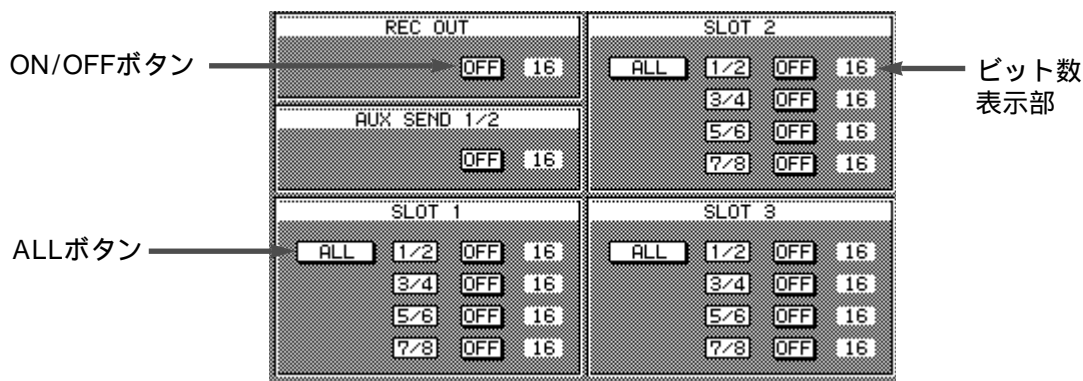 ON/OFFボタン
REC OUT
OFF 16
AUX SEND 1/2
OFF 16
SLOT 2
ALL 1/2 OFF 16
3/4 OFF 16
5/6 OFF 16
7/8 OFF 16
ビット数
表示部
ALLボタン
SLOT 1
ALL 1/2 OFF 16
3/4 OFF 16
5/6 OFF 16
7/8 OFF 16
SLOT 3
ALL 1/2 OFF 16
3/4 OFF 16
5/6 OFF 16
7/8 OFF 16